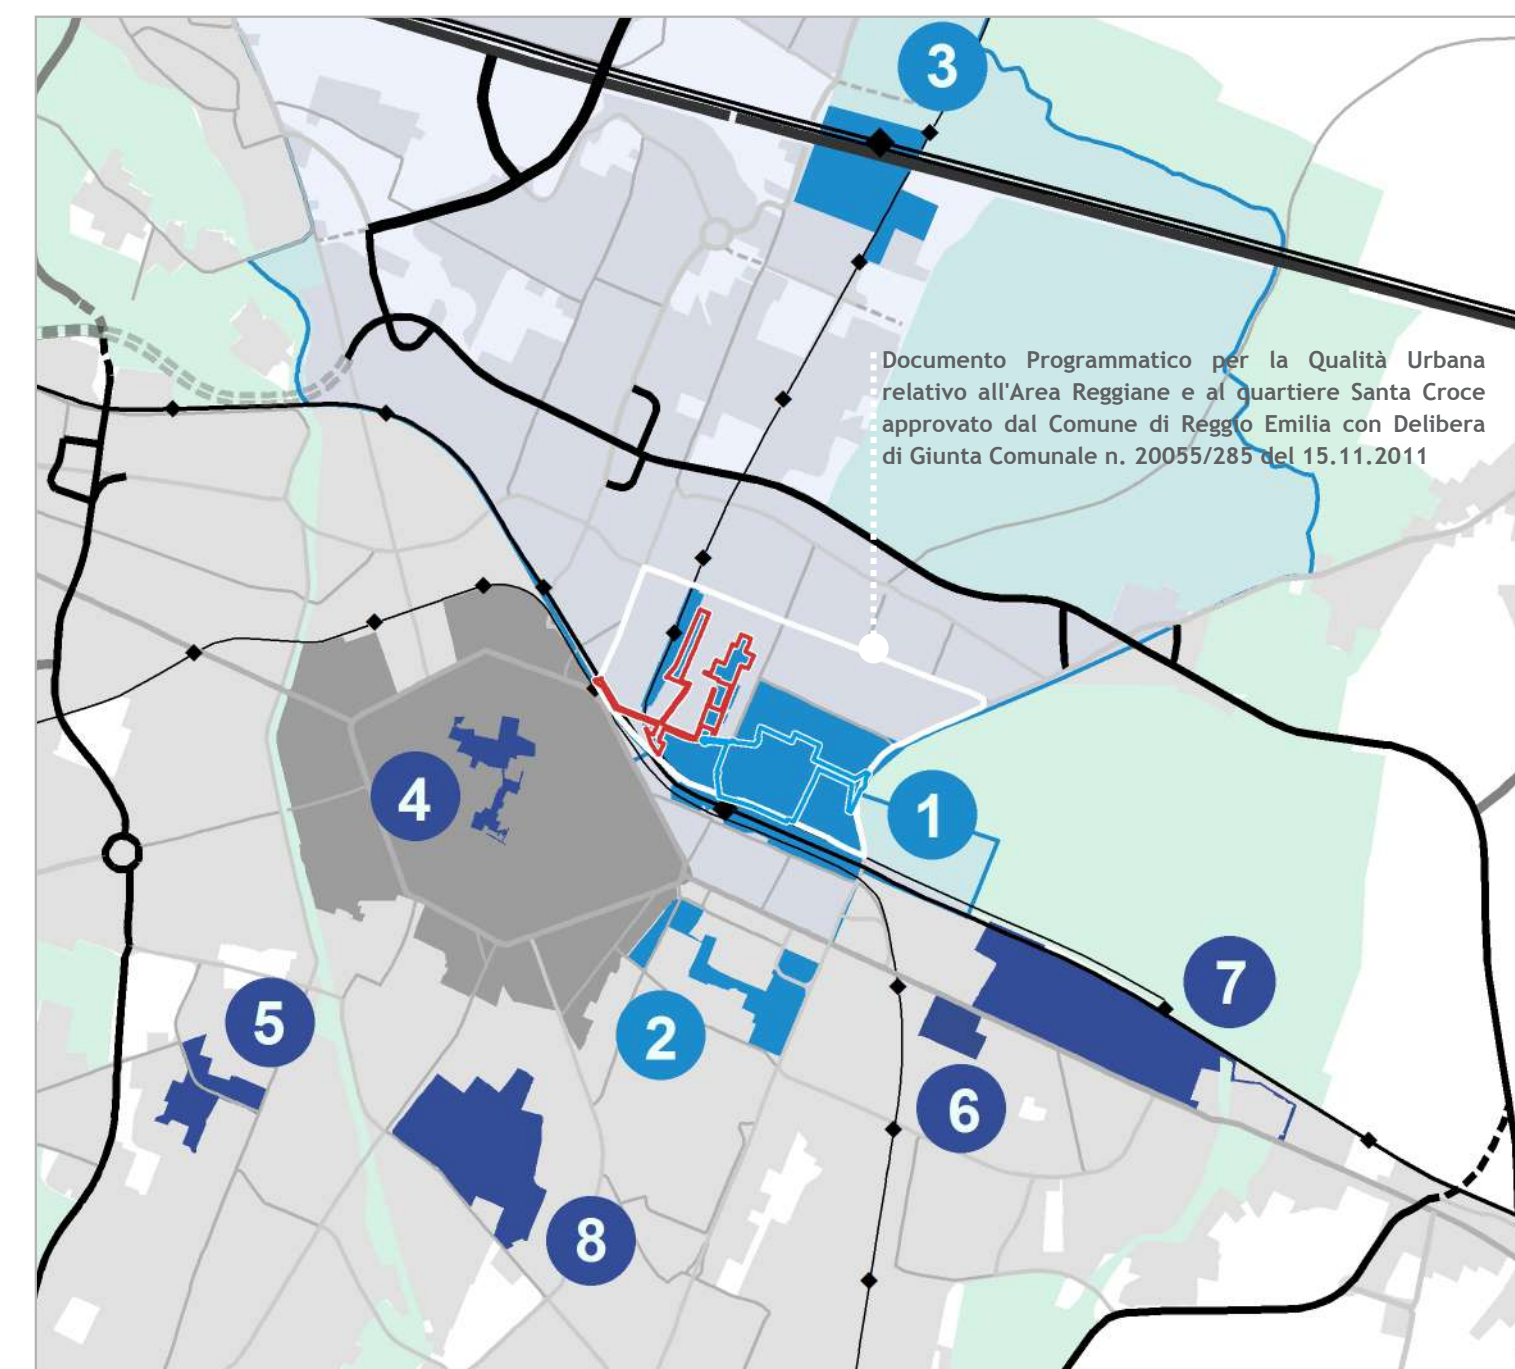 3
Documento Programmatico per la Qualità Urbana
relativo all'Area Reggiane e al quartiere Santa Croce
approvato dal Comune di Reggio Emilia con Delibera
di Giunta Comunale n. 20055/285 del 15.11.2011
4
1
7
5
2
6
8